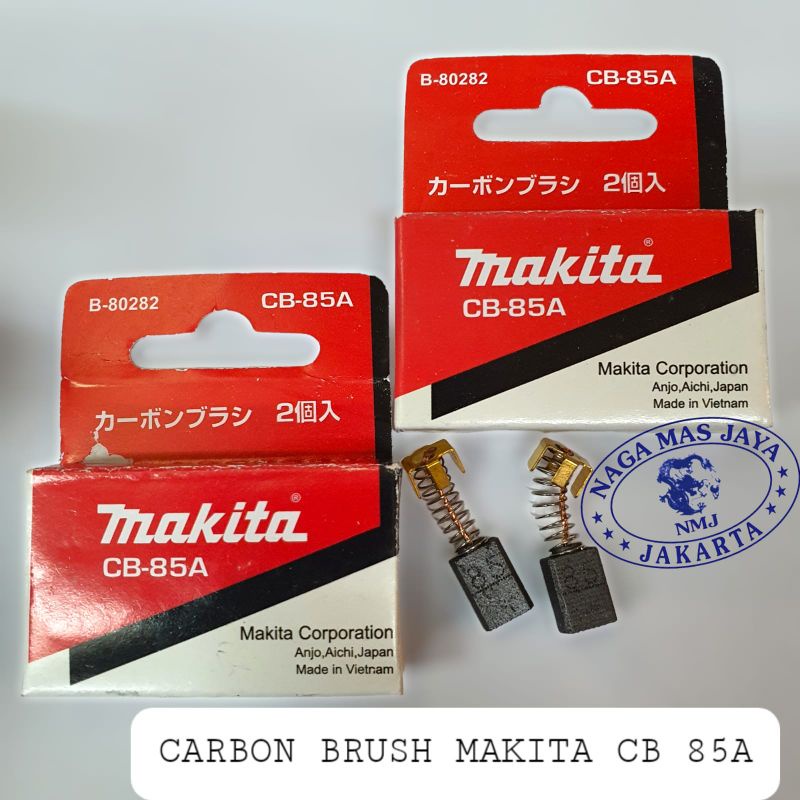 B-80282 CB-85A
カーボンブラシ 2個入
makita®
CB-85A
Makita Corporation
Anjo,Aichi,Japan
Made in Vietnam
B-80282 CB-85A
カーボンブラシ 2個入
makita®
CB-85A
Makita Corporation
Anjo,Aichi,Japan
Made in Vietnam
85
NAGA MAS JAYA
NMJ
JAKARTA
CARBON BRUSH MAKITA CB 85A